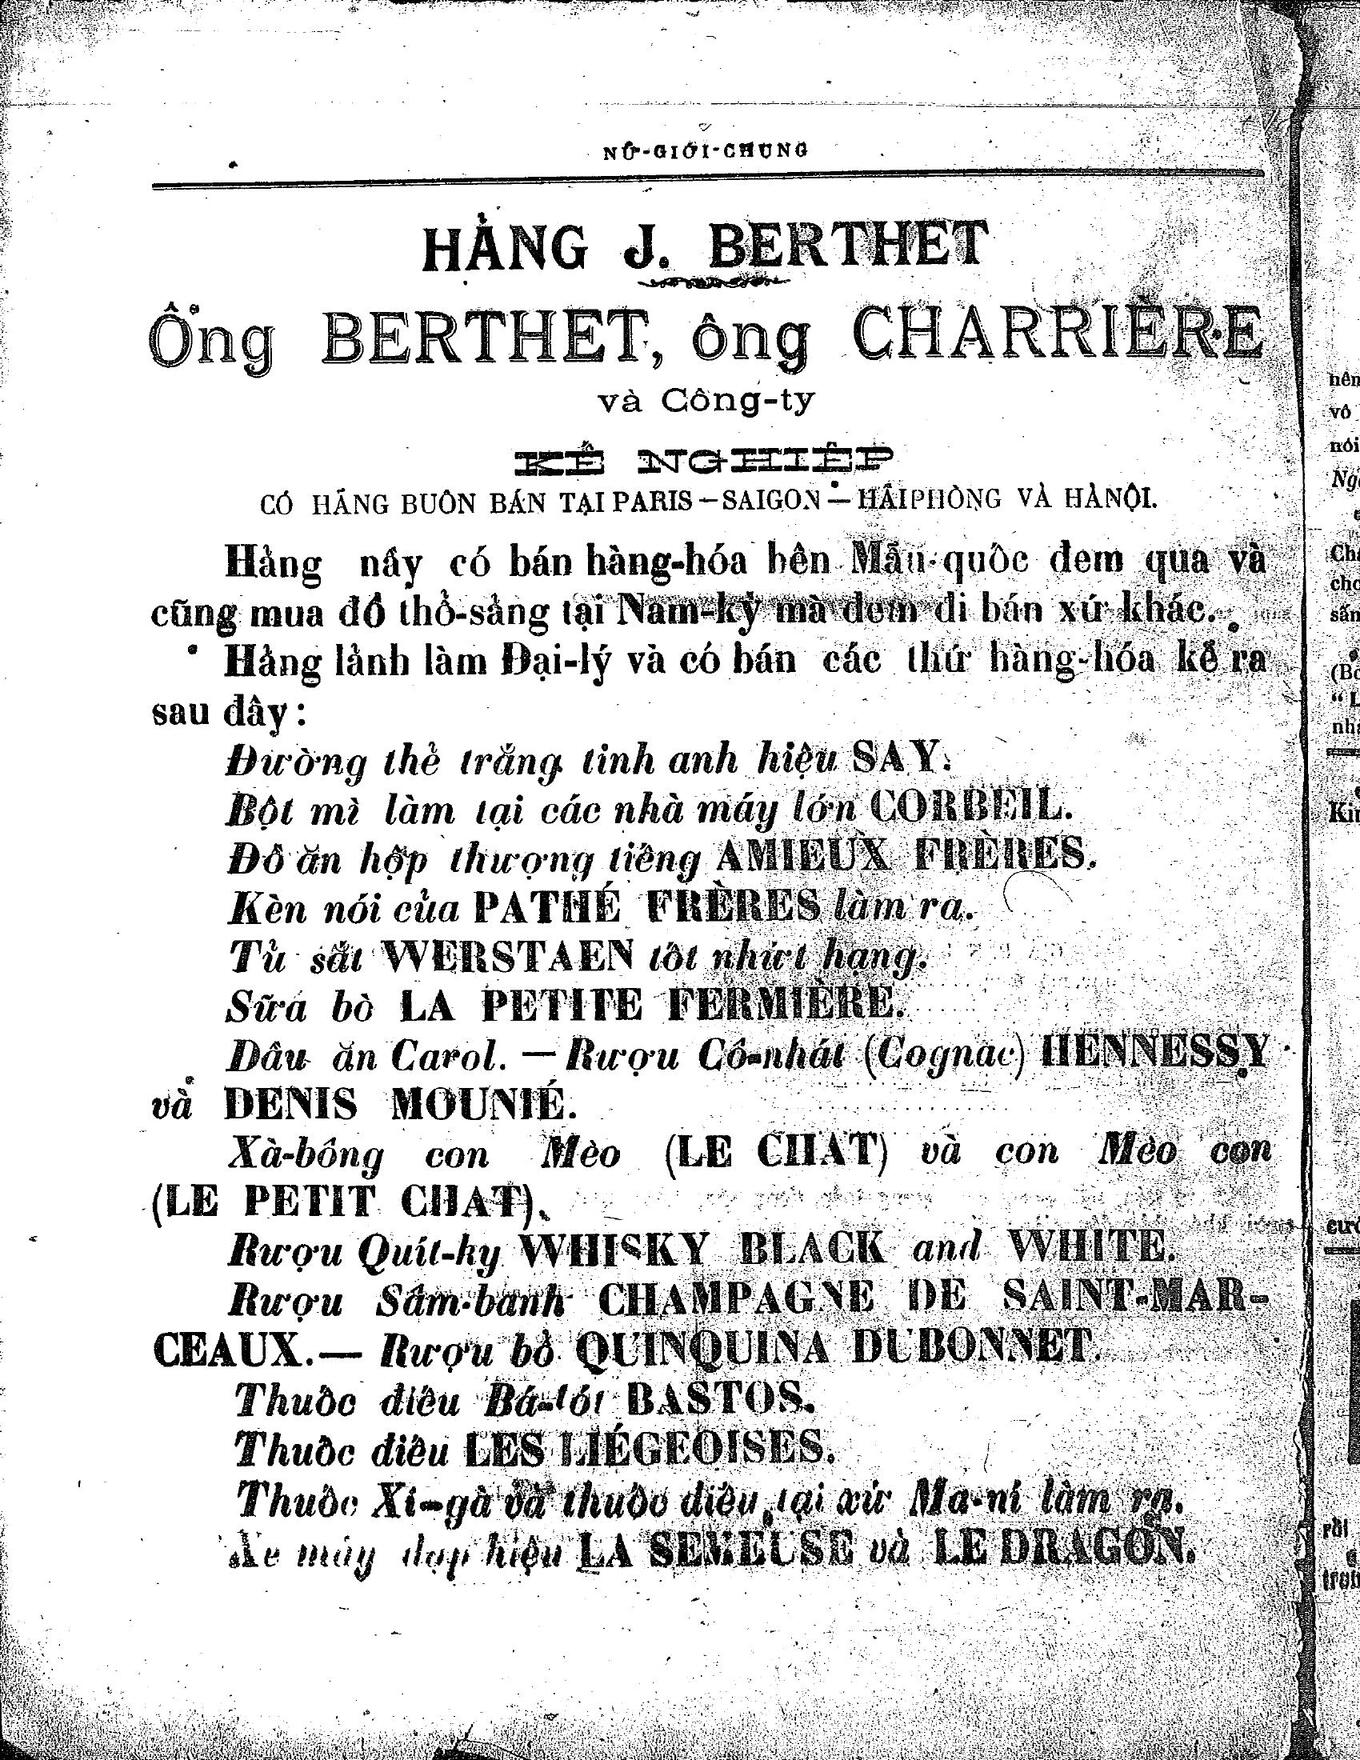 NỮ-GIỚI-CHUNG
HẢNG J. BERTHET
Ông BERTHET, ông CHARRIÈRE
và Công-ty
KẾ NGHIỆP
CÓ HÃNG BUÔN BÁN TẠI PARIS — SAIGON — HẢIPHÒNG VÀ HÀNỘI.
Hảng nầy có bán hàng-hóa bên Mẫu-quốc đem qua và
cũng mua đồ thổ-sảng tại Nam-kỳ mà đem đi bán xứ khác.
Hảng lảnh làm Đại-lý và có bán các thứ hàng-hóa kể ra
sau đây:
Đường thẻ trắng tinh anh hiệu SAY.
Bột mì làm tại các nhà máy lớn CORBEIL.
Đồ ăn hộp thượng tiếng AMIEUX FRÈRES.
Kèn nói của PATHÉ FRÈRES làm ra.
Tủ sắt WERSTAEN tốt nhứt hạng.
Sữa bò LA PETITE FERMIÈRE.
Dầu ăn Carol. — Rượu Cô-nhát (Cognac) HENNESSY
và DENIS MOUNIÉ.
Xà-bông con Mèo (LE CHAT) và con Mèo con
(LE PETIT CHAT).
Rượu Quít-ky WHISKY BLACK and WHITE.
Rượu Sâm-banh CHAMPAGNE DE SAINT-MAR-
CEAUX.— Rượu bổ QUINQUINA DUBONNET.
Thuốc điếu Bá-tót BASTOS.
Thuốc điếu LES LIÉGEOISES.
Thuốc Xi-gà và thuốc điếu tại xứ Ma-ní làm ra.
Xe máy đạp hiệu LA SEMEUSE và LE DRAGON.